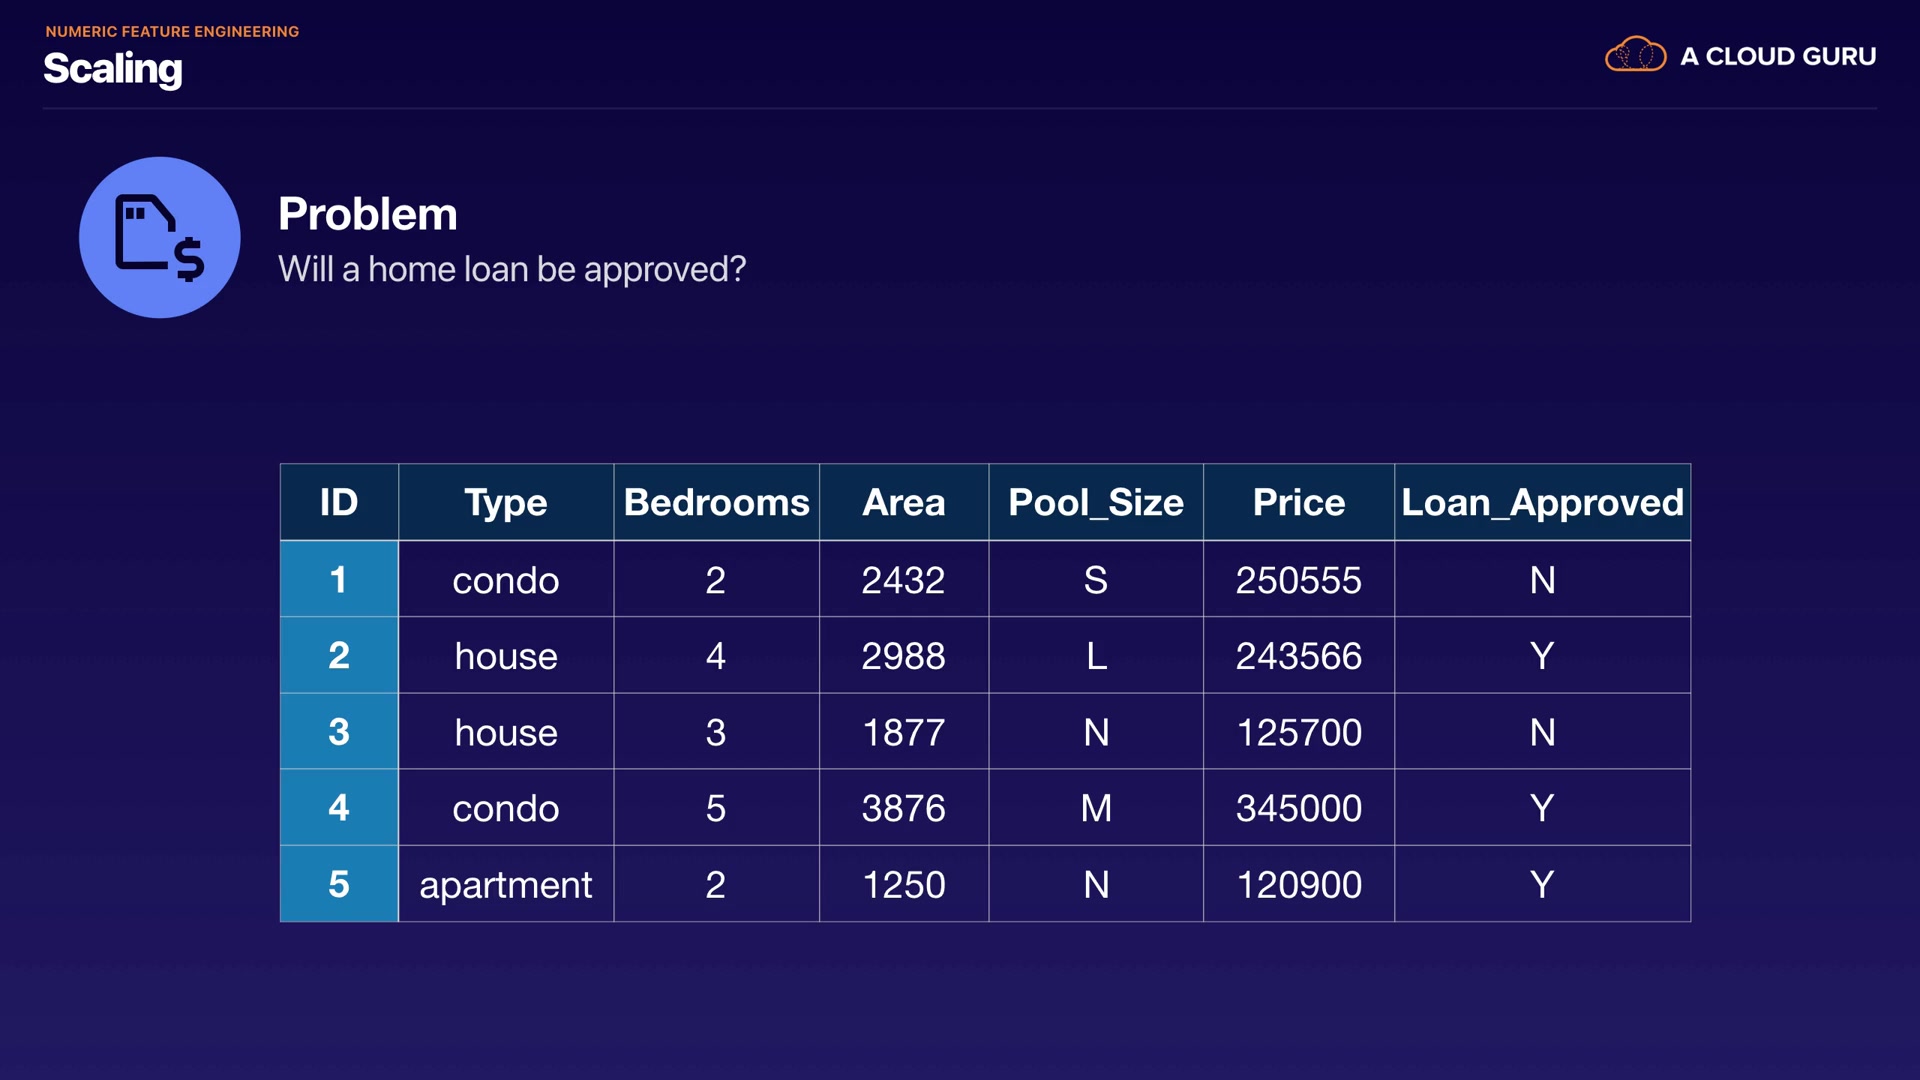 NUMERIC FEATURE ENGINEERING
Scaling
A CLOUD GURU
Problem
Will a home loan be approved?
ID Type Bedrooms Area Pool_Size Price Loan_Approved
1 condo 2 2432 S 250555 N
2 house 4 2988 L 243566 Y
3 house 3 1877 N 125700 N
4 condo 5 3876 M 345000 Y
5 apartment 2 1250 N 120900 Y